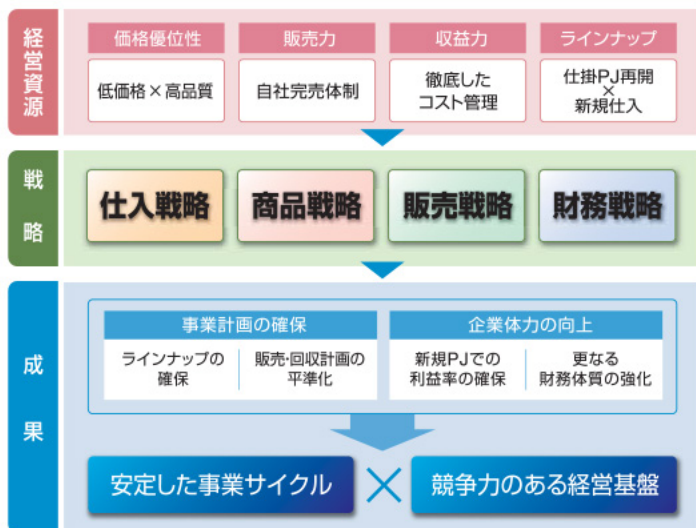 経営資源
価格優位性
低価格×高品質
販売力
自社完売体制
収益力
徹底した
コスト管理
ラインナップ
仕掛PJ再開
×
新規仕入
戦略
仕入戦略
商品戦略
販売戦略
財務戦略
成果
事業計画の確保
ラインナップの
確保
販売・回収計画の
平準化
企業体力の向上
新規PJでの
利益率の確保
更なる
財務体質の強化
安定した事業サイクル
×
競争力のある経営基盤